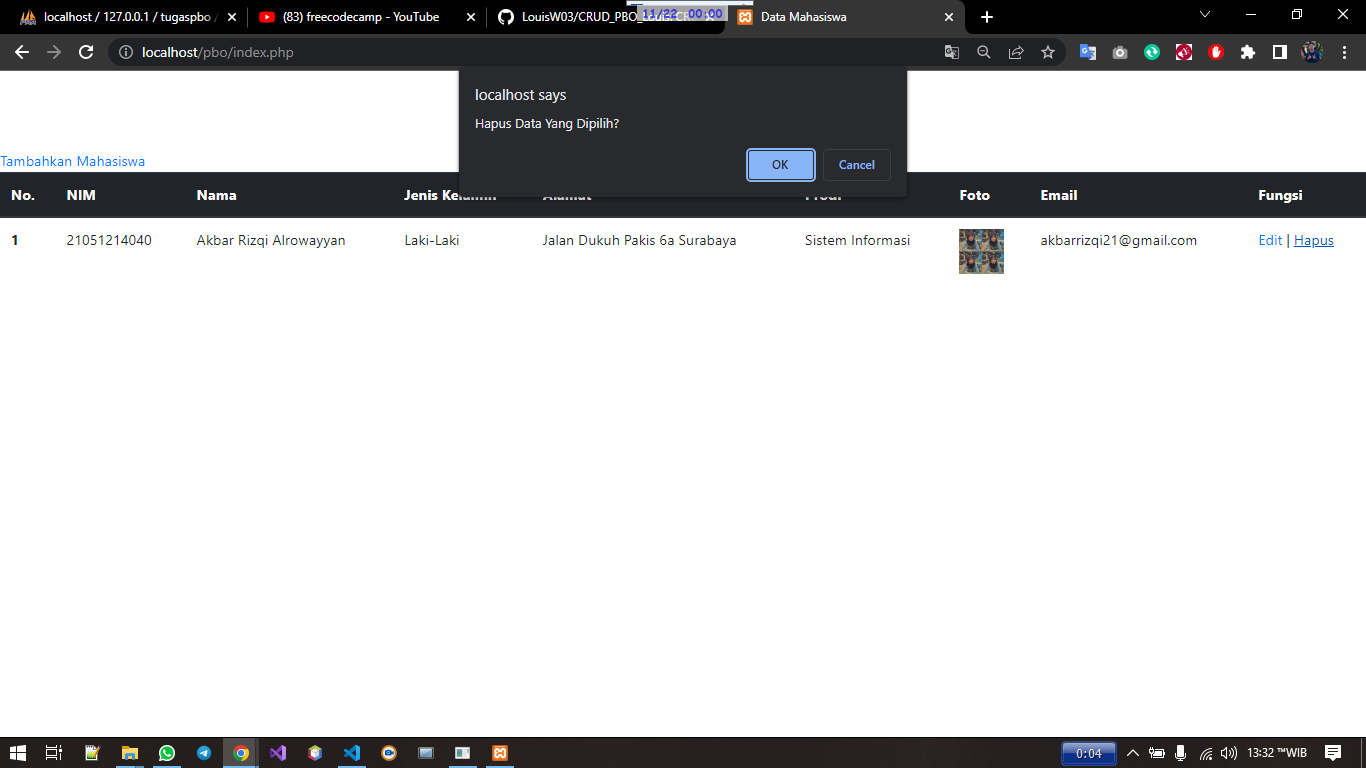 localhost / 127.0.0.1 / tugaspbo /
(83) freecodecamp - YouTube
LouisW03/CRUD_PBO_Louis-CR
11/22 00:00
Data Mahasiswa
localhost/pbo/index.php
localhost says
Hapus Data Yang Dipilih?
OK
Cancel
Tambahkan Mahasiswa
No. NIM Nama Jenis Kelamin Alamat Prodi Foto Email Fungsi
1 21051214040 Akbar Rizqi Alrowayyan Laki-Laki Jalan Dukuh Pakis 6a Surabaya Sistem Informasi akbarrizqi21@gmail.com Edit | Hapus
0:04
13:32 ™WIB